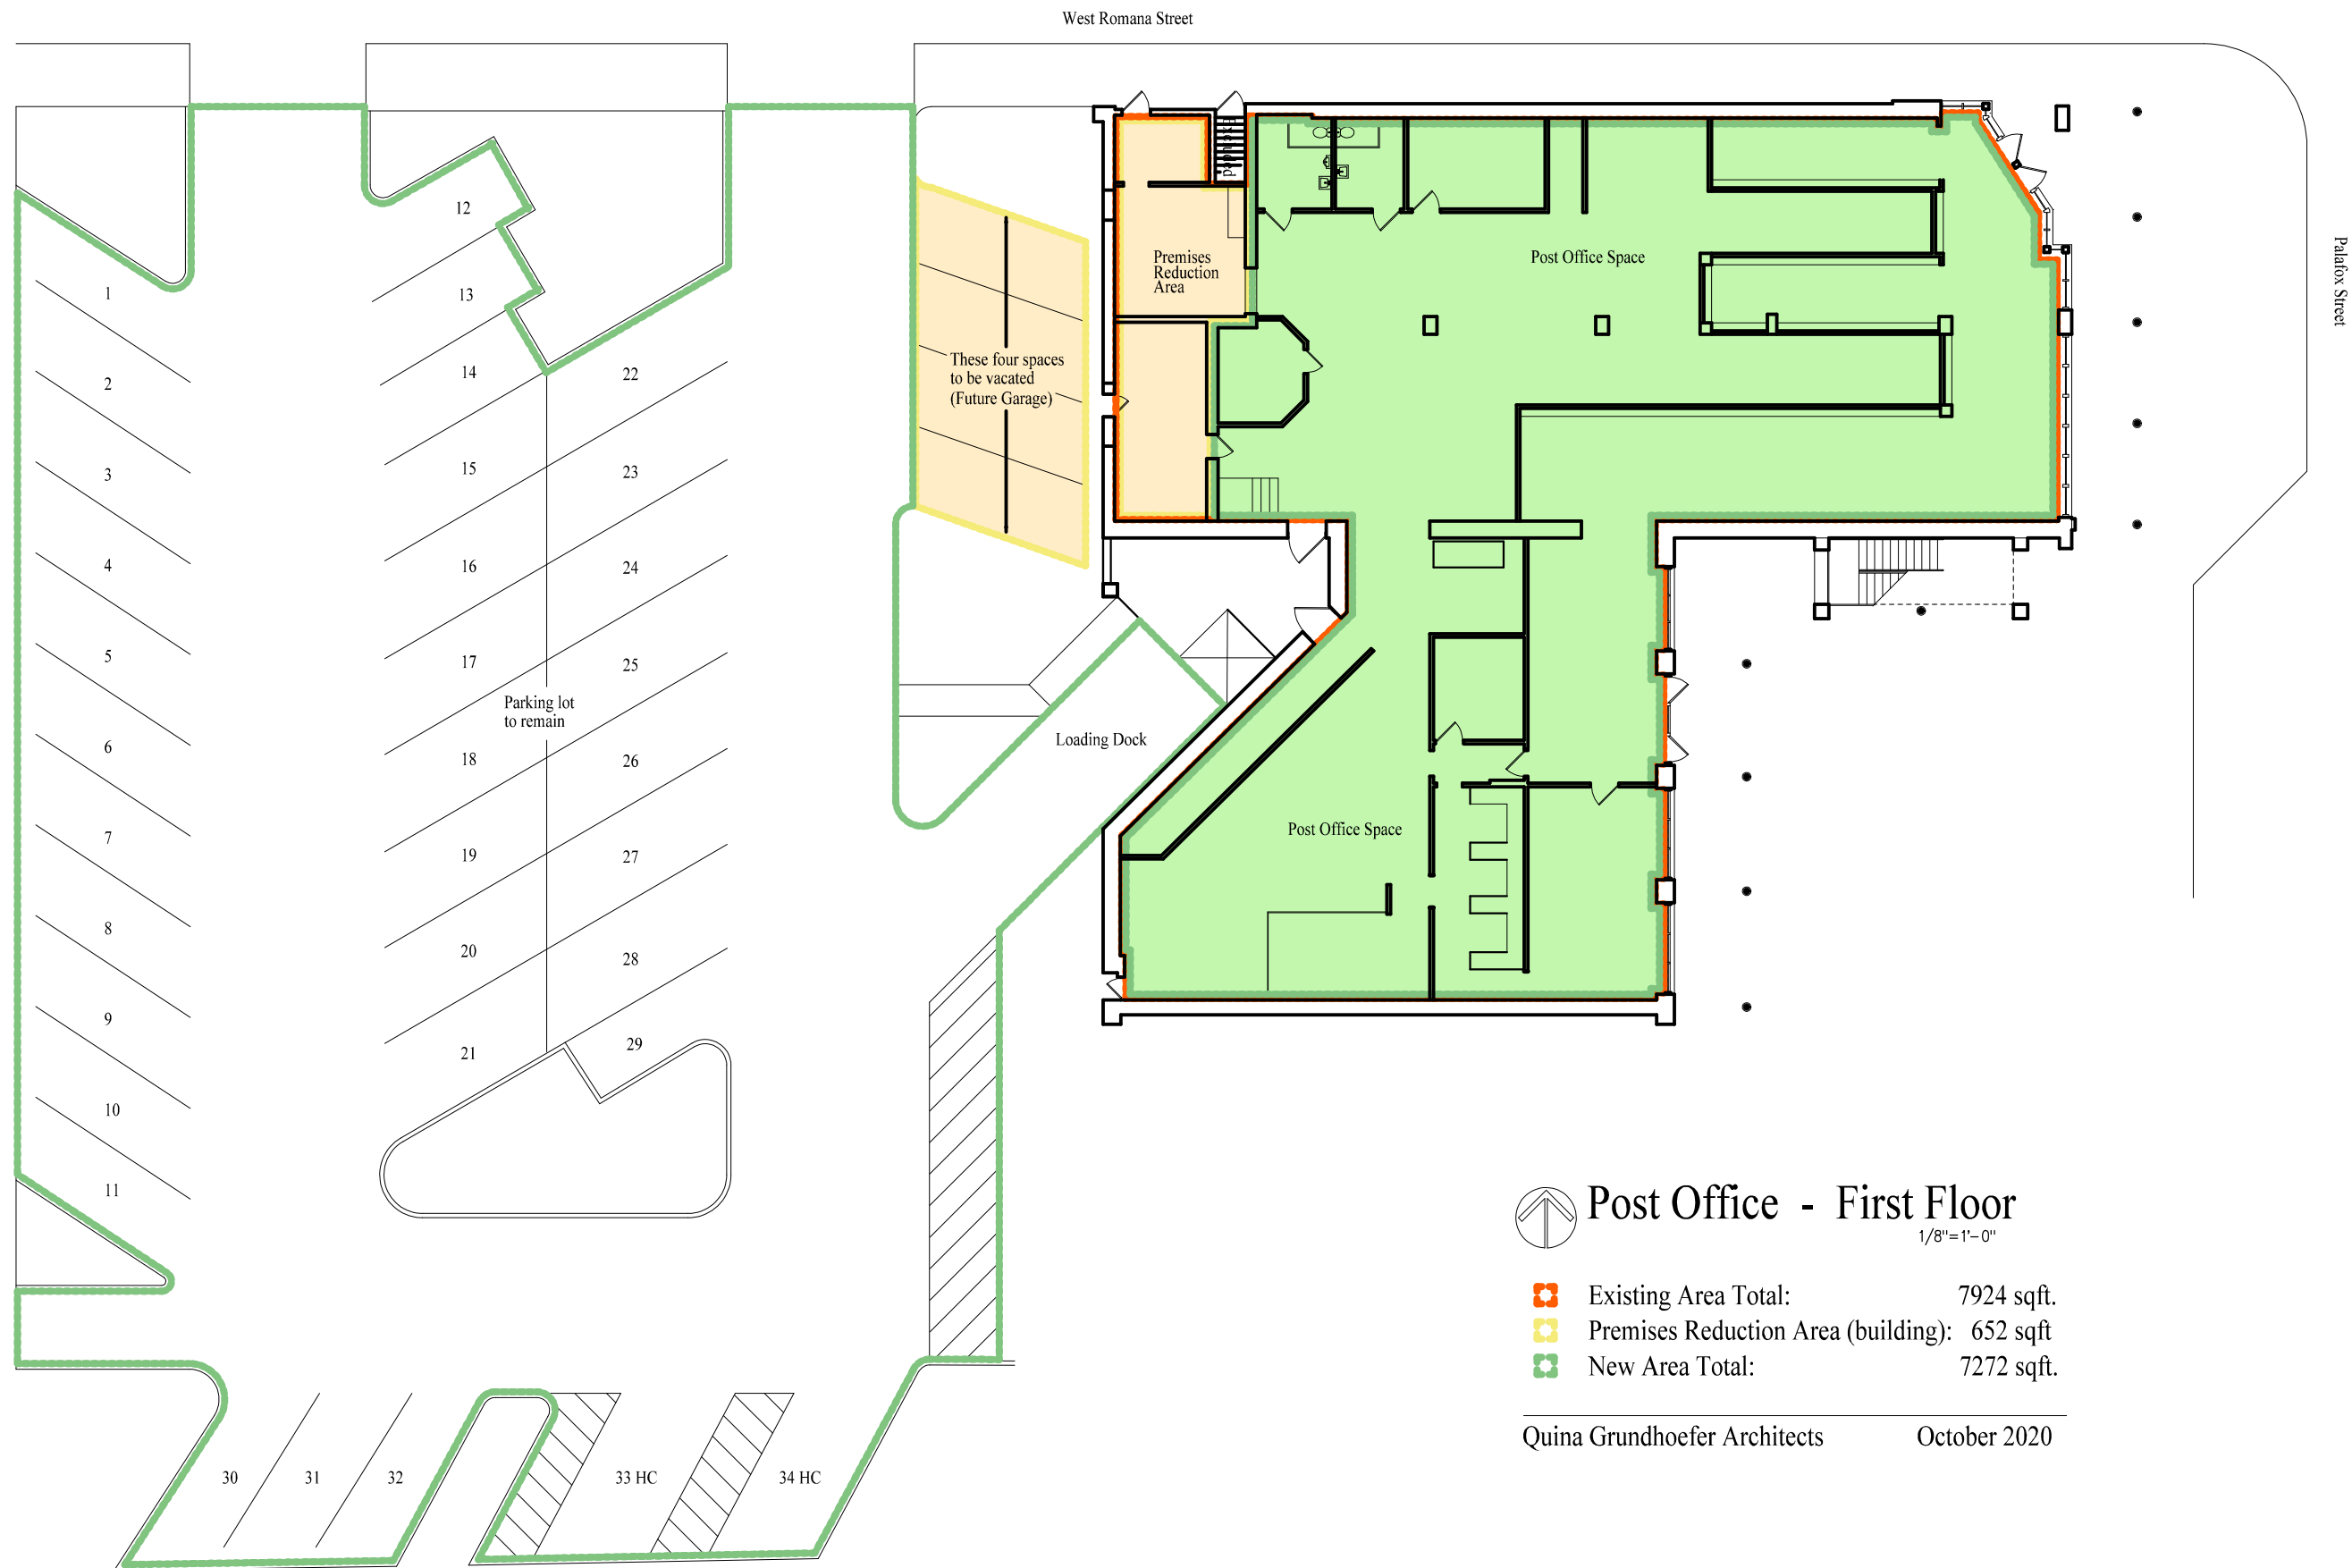 West Romana Street
Palafox Street
Excluded
12
1
13
Premises
Reduction
Area
Post Office Space
These four spaces
to be vacated
(Future Garage)
2
14
22
3
15
23
4
16
24
5
17
25
Parking lot
to remain
Loading Dock
6
18
26
7
19
27
Post Office Space
8
20
28
9
21
29
10
11
30
31
32
33 HC
34 HC
Post Office - First Floor
1/8"=1'-0"
Existing Area Total: 7924 sqft.
Premises Reduction Area (building): 652 sqft
New Area Total: 7272 sqft.
Quina Grundhoefer Architects October 2020